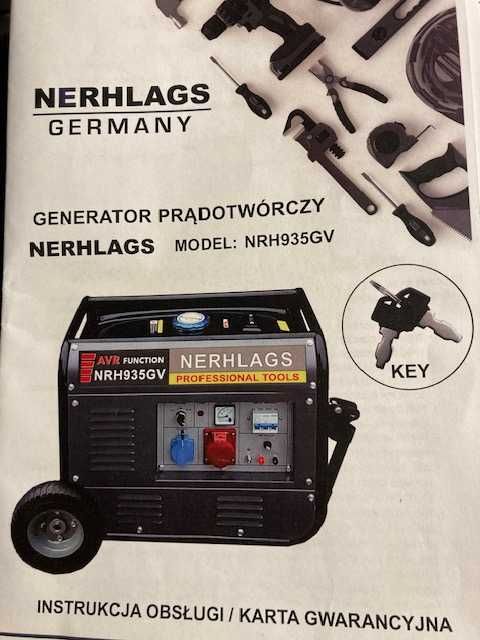 NERHLAGS
GERMANY
GENERATOR PRĄDOTWÓRCZY
NERHLAGS MODEL: NRH935GV
AVR FUNCTION
NRH935GV
NERHLAGS
PROFESSIONAL TOOLS
KEY
INSTRUKCJA OBSŁUGI / KARTA GWARANCYJNA